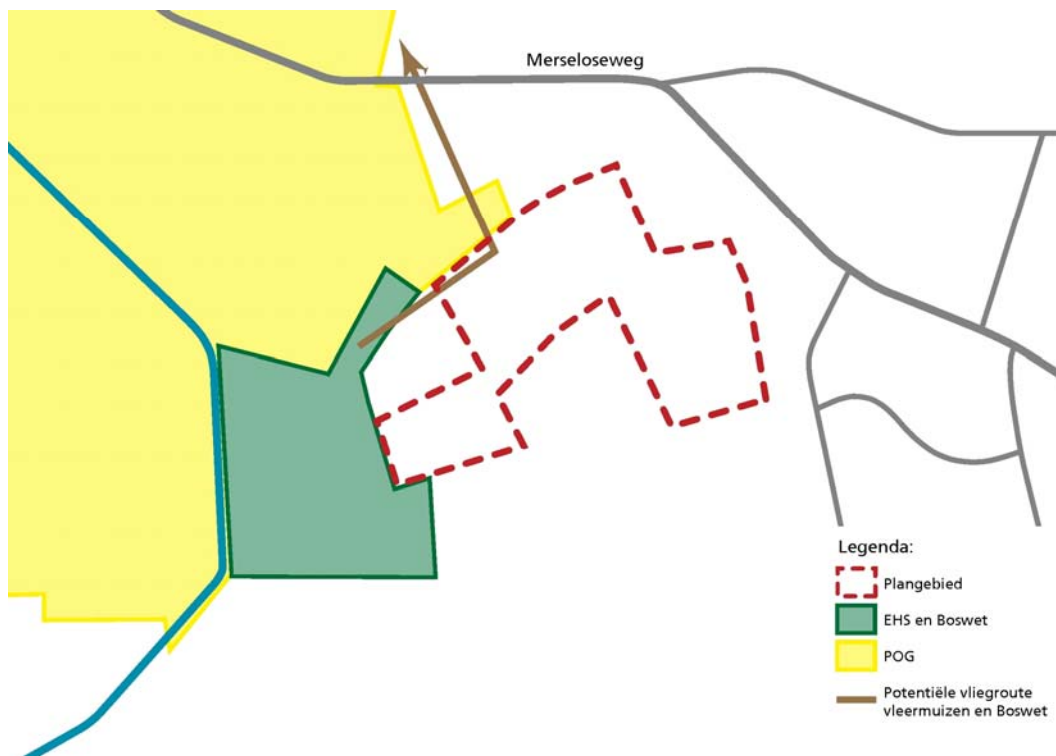 Merseloseweg
Legenda:
Plangebied
EHS en Boswet
POG
Potentiële vliegroute
vleermuizen en Boswet